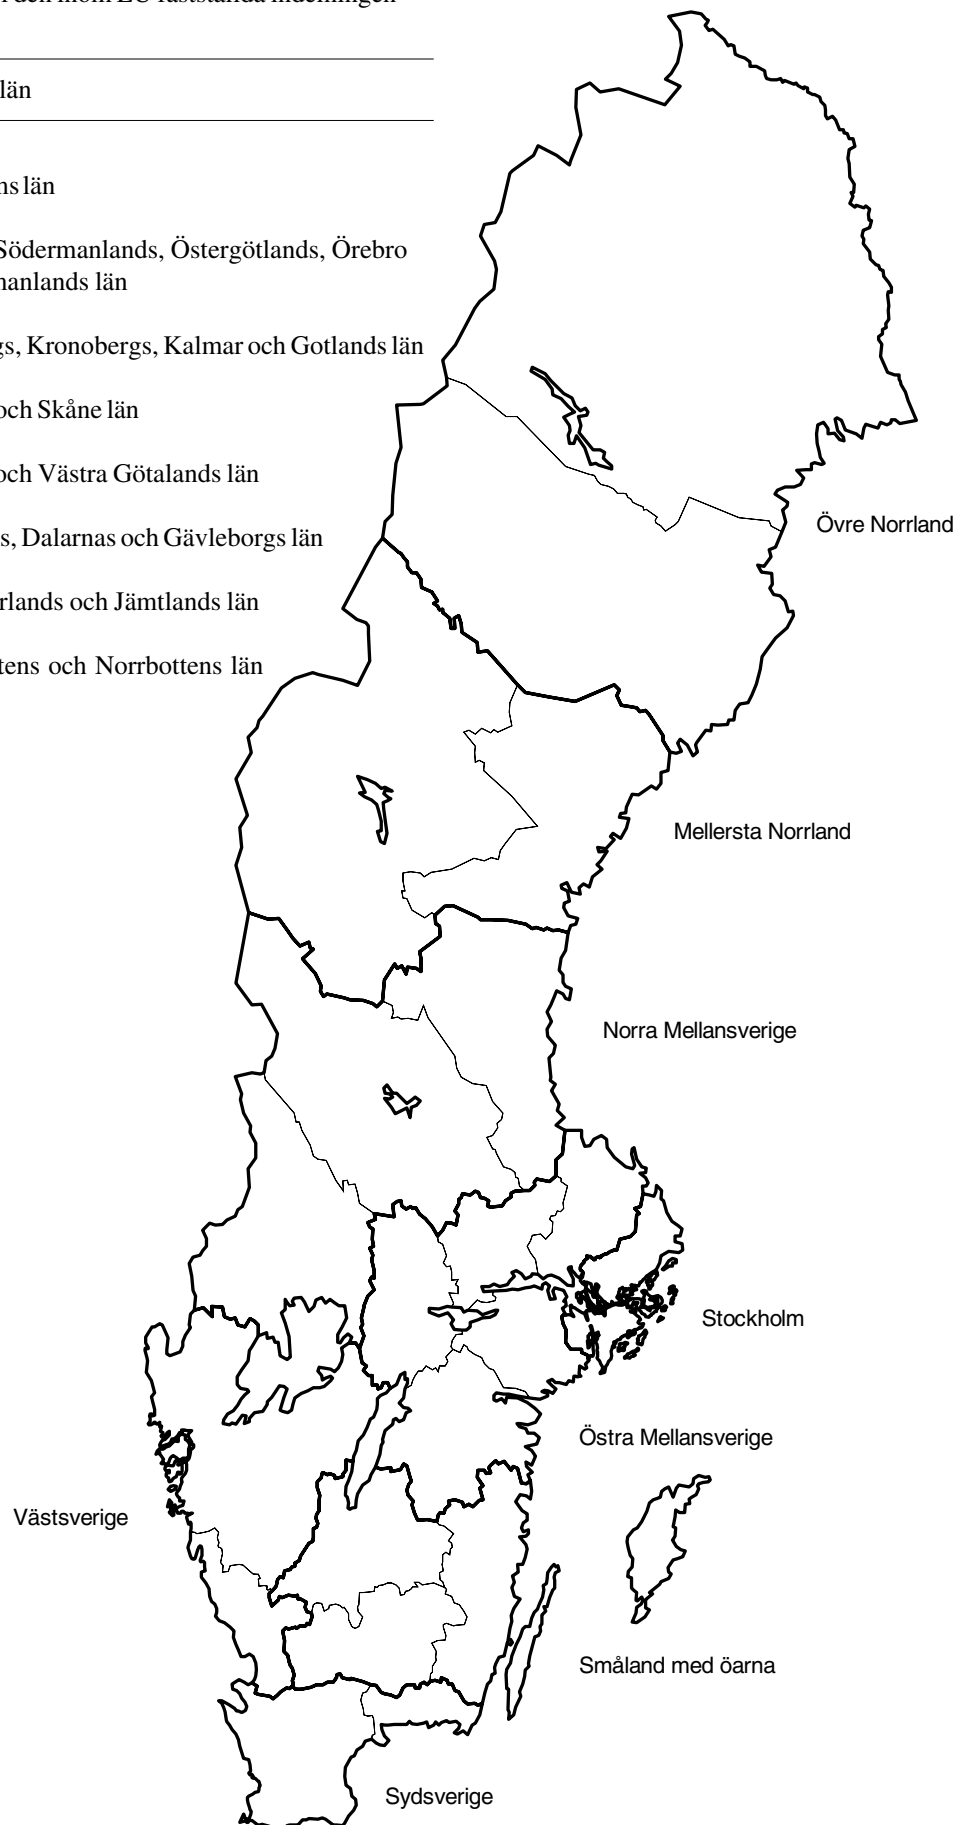 den inom EU fastställda indelningen
län
ns län
Södermanlands, Östergötlands, Örebro
nanlands län
gs, Kronobergs, Kalmar och Gotlands län
och Skåne län
och Västra Götalands län
s, Dalarnas och Gävleborgs län
rlands och Jämtlands län
tens och Norrbottens län
Övre Norrland
Mellersta Norrland
Norra Mellansverige
Stockholm
Östra Mellansverige
Västsverige
Småland med öarna
Sydsverige